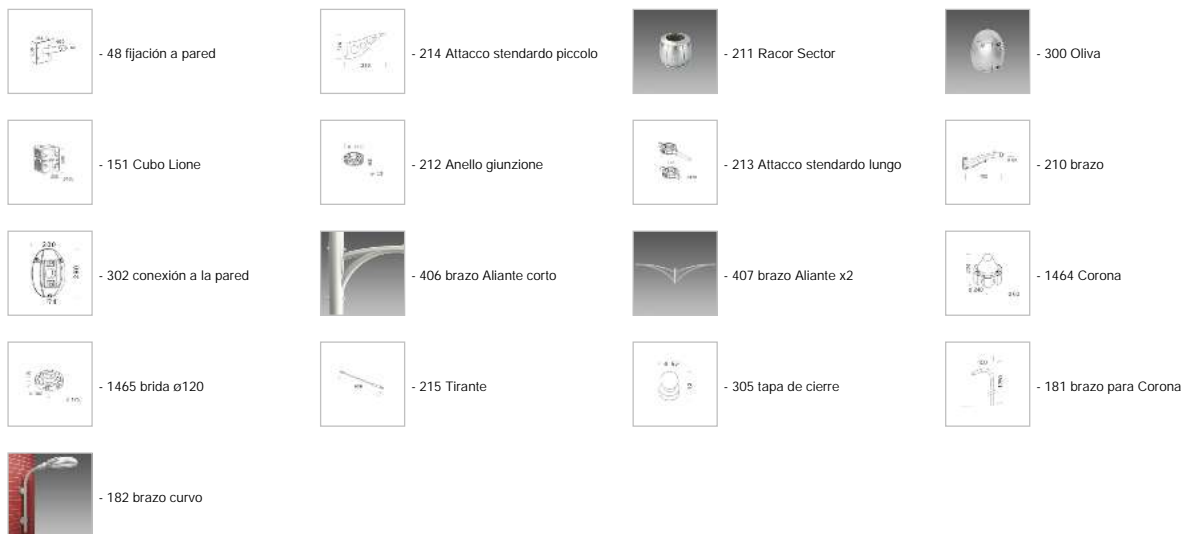 - 48 fijación a pared
- 214 Attacco stendardo piccolo
- 211 Racor Sector
- 300 Oliva
- 151 Cubo Lione
- 212 Anello giunzione
- 213 Attacco stendardo lungo
- 210 brazo
- 302 conexión a la pared
- 406 brazo Aliante corto
- 407 brazo Aliante x2
- 1464 Corona
- 1465 brida ø120
- 215 Tirante
- 305 tapa de cierre
- 181 brazo para Corona
- 182 brazo curvo